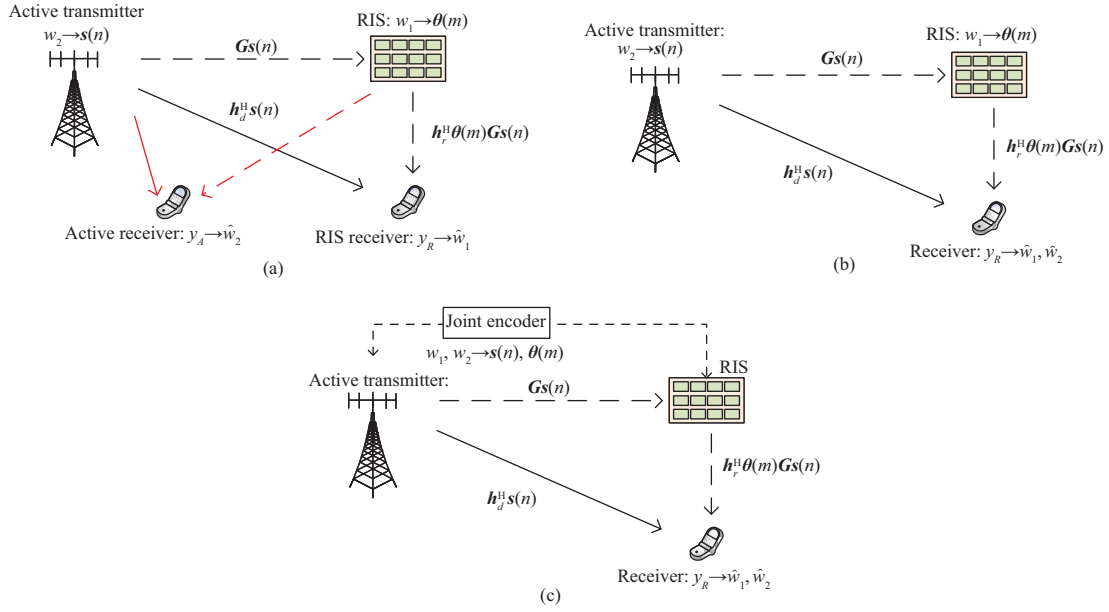 Active transmitter
w₂→s(n)
RIS: w₁→θ(m)
Gs(n)
h_d^H s(n)
h_r^H θ(m)Gs(n)
Active receiver: y_A→ŵ₂
RIS receiver: y_R→ŵ₁
(a)
Active transmitter:
w₂→s(n)
RIS: w₁→θ(m)
Gs(n)
h_d^H s(n)
h_r^H θ(m)Gs(n)
Receiver: y_R→ŵ₁, ŵ₂
(b)
Joint encoder
w₁, w₂→s(n), θ(m)
Active transmitter:
RIS
Gs(n)
h_d^H s(n)
h_r^H θ(m)Gs(n)
Receiver: y_R→ŵ₁, ŵ₂
(c)